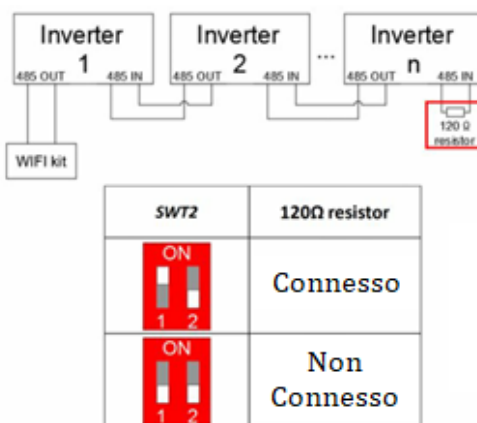 Inverter 1
Inverter 2
...
Inverter n
485 OUT 485 IN
485 OUT 485 IN
485 OUT 485 IN
WIFI kit
120 Ω
resistor
SWT2 120Ω resistor
ON
1 2
Connesso
ON
1 2
Non
Connesso